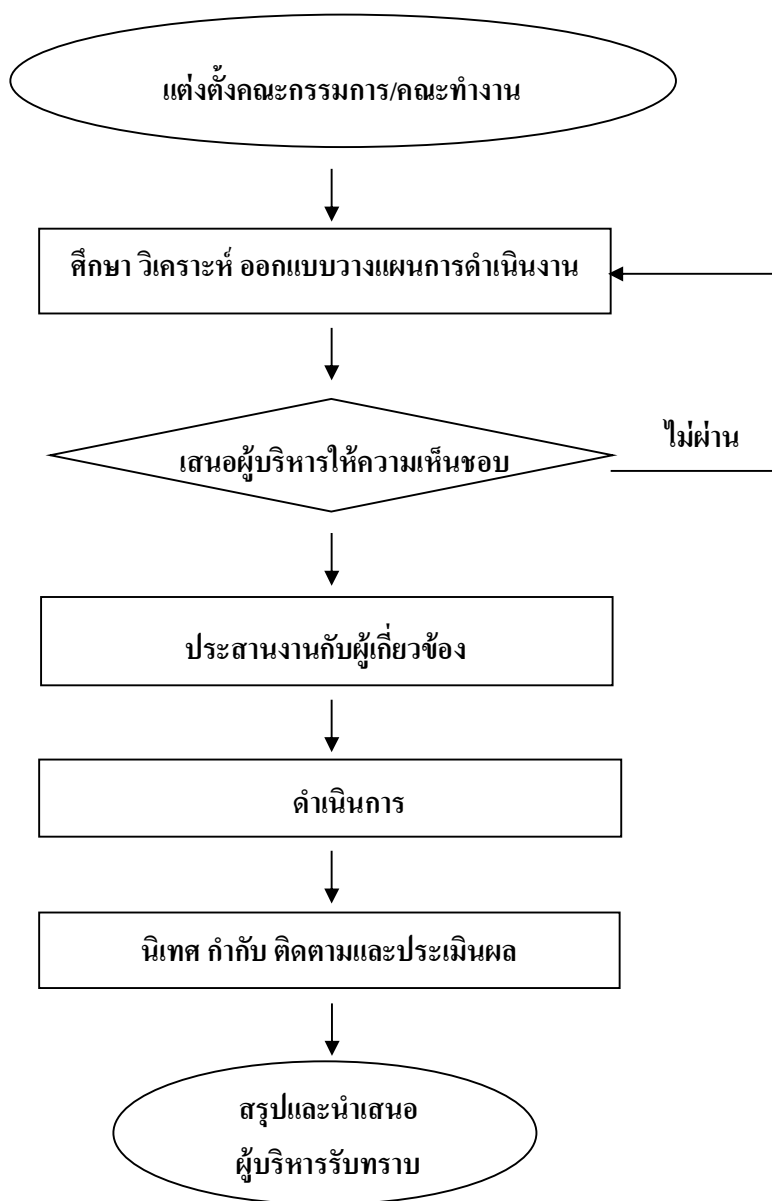 แต่งตั้งคณะกรรมการ/คณะทำงาน
ศึกษา วิเคราะห์ ออกแบบวางแผนการดำเนินงาน
เสนอผู้บริหารให้ความเห็นชอบ
ไม่ผ่าน
ประสานงานกับผู้เกี่ยวข้อง
ดำเนินการ
นิเทศ กำกับ ติดตามและประเมินผล
สรุปและนำเสนอ
ผู้บริหารรับทราบ